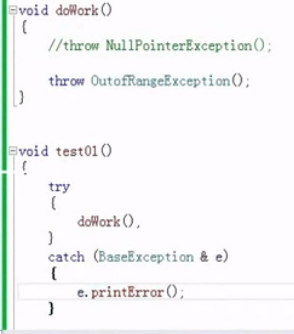 void doWork()
{
//throw NullPointerException();
throw OutofRangeException();
}
void test01()
{
try
{
doWork();
}
catch (BaseException & e)
{
e.printError();
}